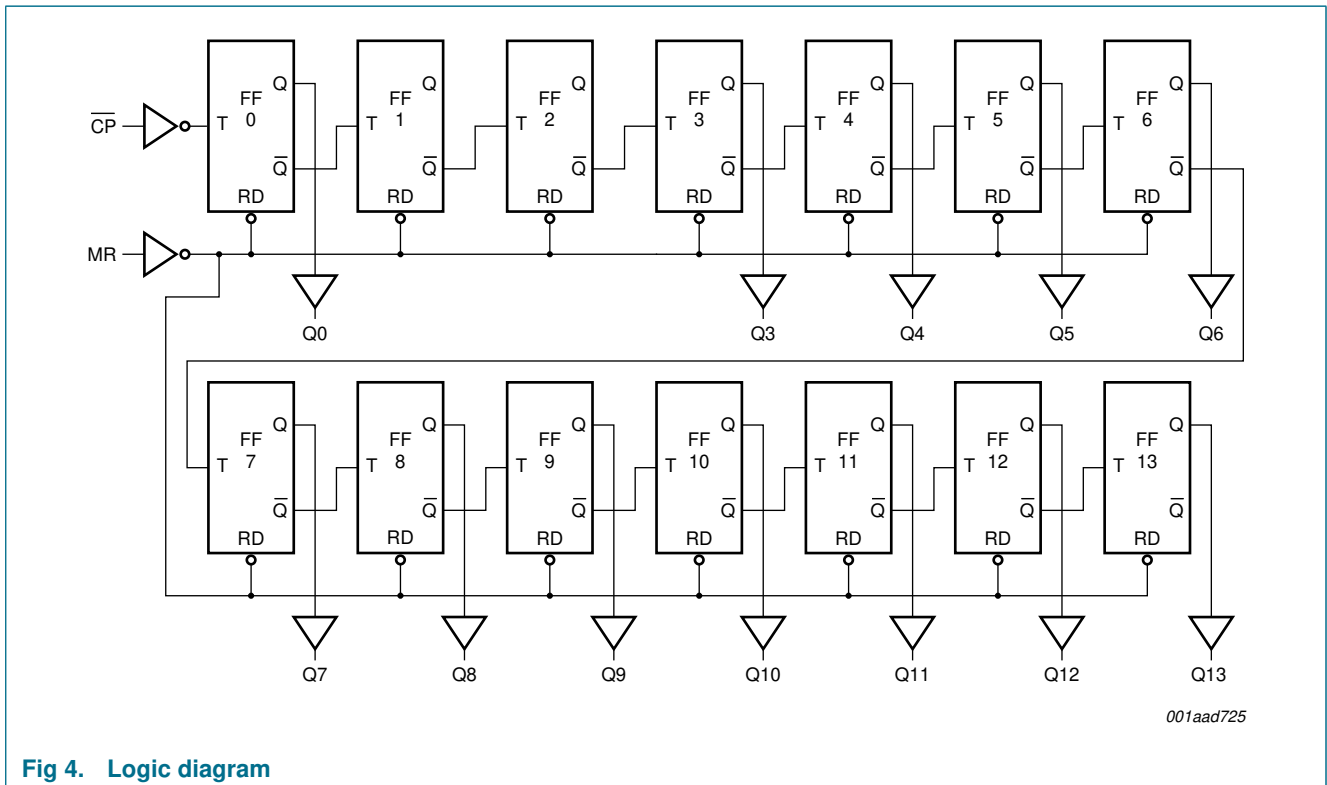 Q Q Q Q Q Q Q
FF FF FF FF FF FF FF
C̅P̅ T 0 T 1 T 2 T 3 T 4 T 5 T 6
Q̅ Q̅ Q̅ Q̅ Q̅ Q̅ Q̅
RD RD RD RD RD RD RD
MR
Q0 Q3 Q4 Q5 Q6
Q Q Q Q Q Q Q
FF FF FF FF FF FF FF
T 7 T 8 T 9 T 10 T 11 T 12 T 13
Q̅ Q̅ Q̅ Q̅ Q̅ Q̅ Q̅
RD RD RD RD RD RD RD
Q7 Q8 Q9 Q10 Q11 Q12 Q13
001aad725
Fig 4. Logic diagram